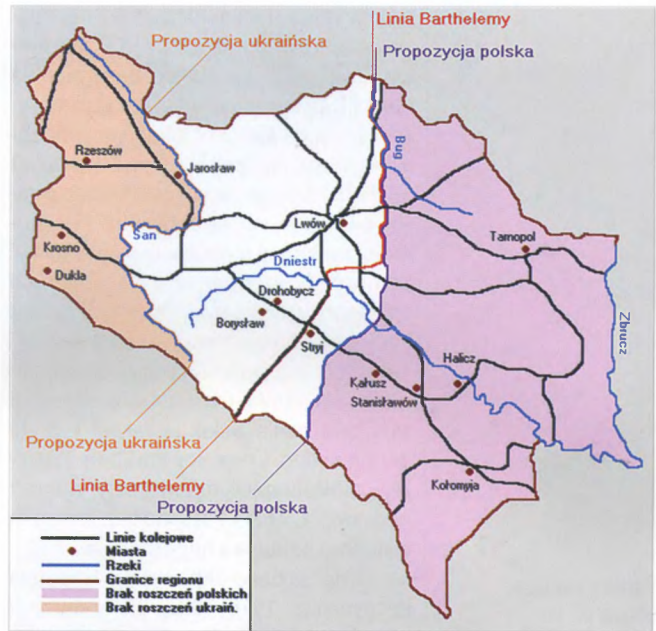 Linia Barthelemy
Propozycja ukraińska
Propozycja polska
Bug
Rzeszów
Jarosław
Lwów
San
Krosno
Tarnopol
Dukla
Dniestr
Drohobycz
Borysław
Zbrucz
Stryj
Halicz
Kałusz
Stanisławów
Propozycja ukraińska
Linia Barthelemy
Kołomyja
Propozycja polska
Linie kolejowe
Miasta
Rzeki
Granice regionu
Brak roszczeń polskich
Brak roszczeń ukraiń.